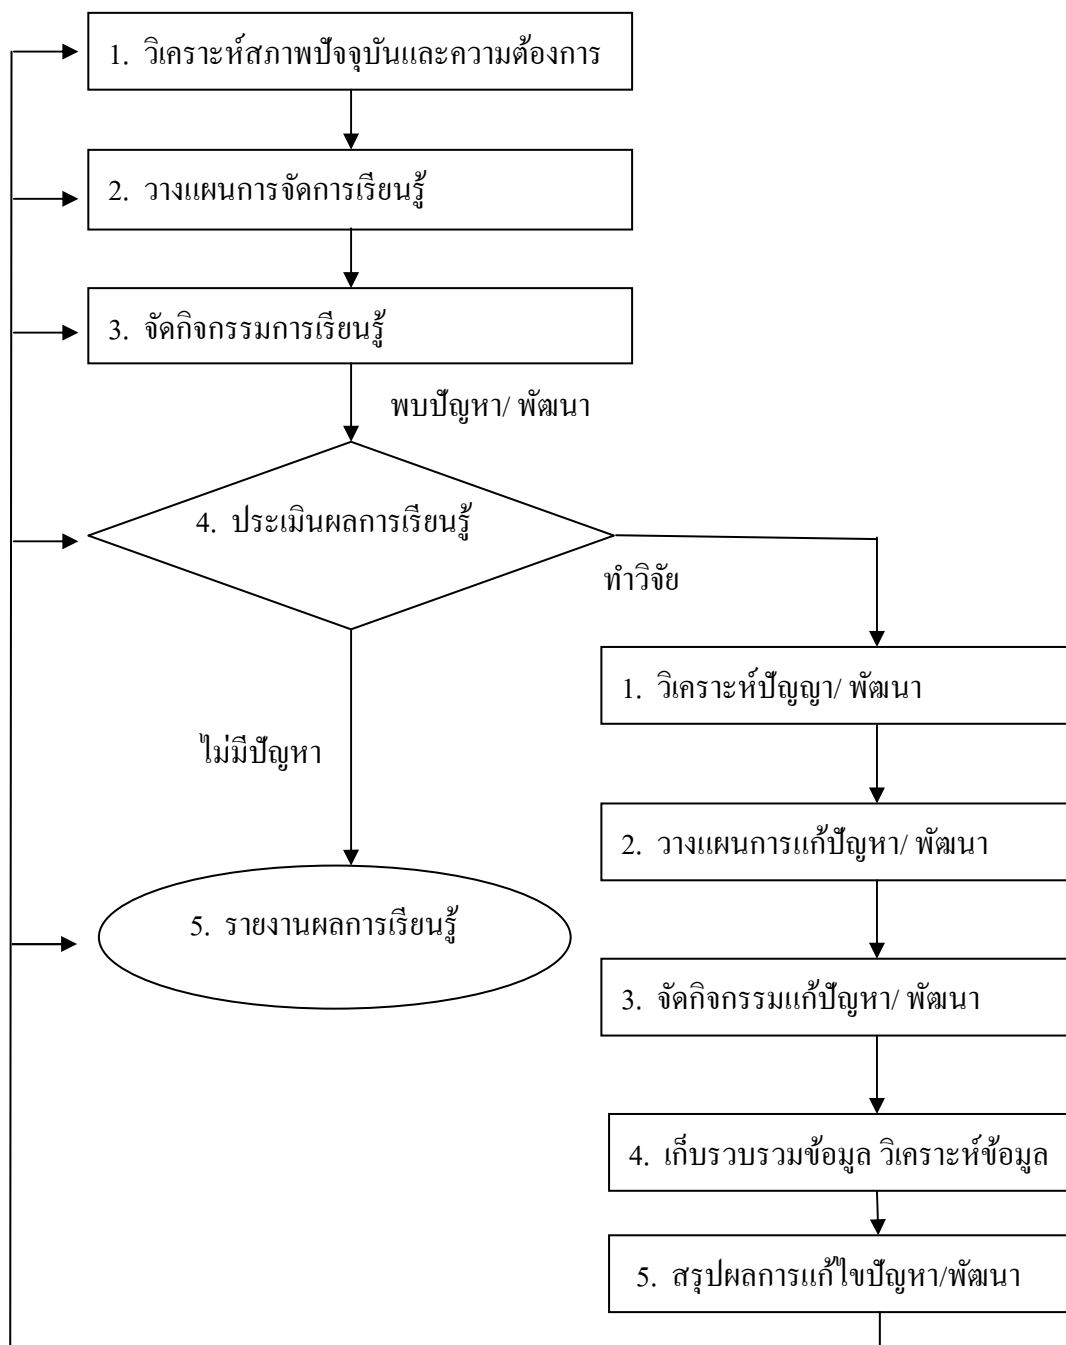 1. วิเคราะห์สภาพปัจจุบันและความต้องการ
2. วางแผนการจัดการเรียนรู้
3. จัดกิจกรรมการเรียนรู้
พบปัญหา/ พัฒนา
4. ประเมินผลการเรียนรู้
ทำวิจัย
ไม่มีปัญหา
5. รายงานผลการเรียนรู้
1. วิเคราะห์ปัญญา/ พัฒนา
2. วางแผนการแก้ปัญหา/ พัฒนา
3. จัดกิจกรรมแก้ปัญหา/ พัฒนา
4. เก็บรวบรวมข้อมูล วิเคราะห์ข้อมูล
5. สรุปผลการแก้ไขปัญหา/พัฒนา